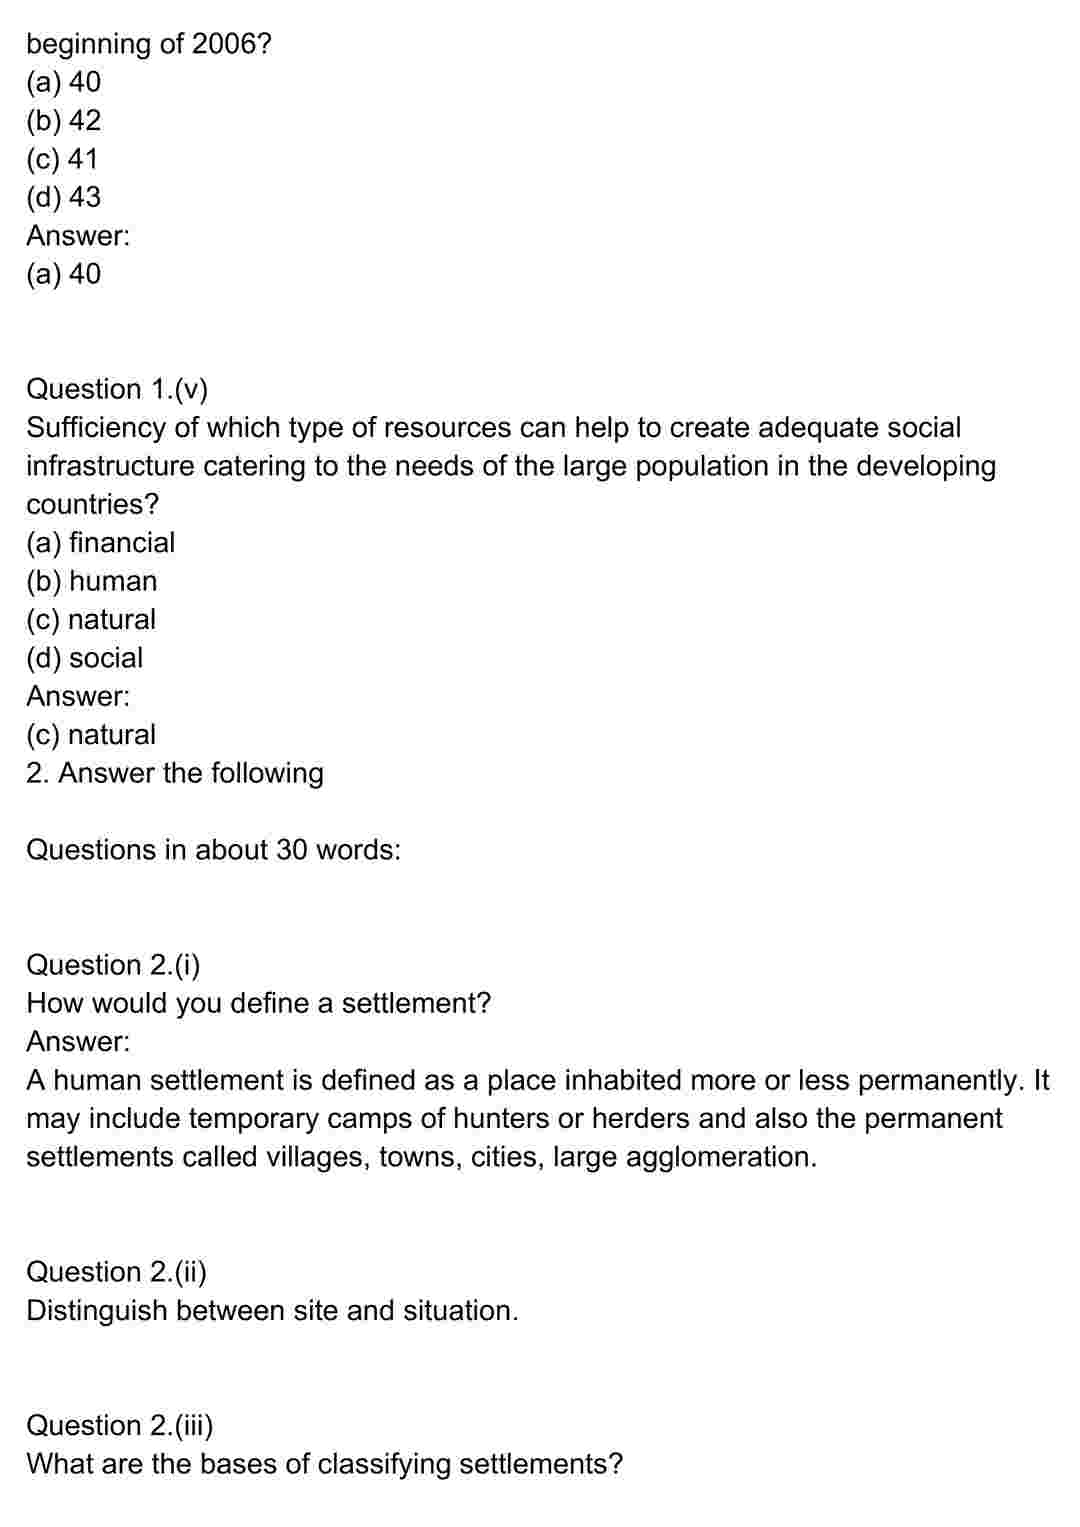 beginning of 2006?
(a) 40
(b) 42
(c) 41
(d) 43
Answer:
(a) 40
Question 1.(v)
Sufficiency of which type of resources can help to create adequate social
infrastructure catering to the needs of the large population in the developing
countries?
(a) financial
(b) human
(c) natural
(d) social
Answer:
(c) natural
2. Answer the following
Questions in about 30 words:
Question 2.(i)
How would you define a settlement?
Answer:
A human settlement is defined as a place inhabited more or less permanently. It
may include temporary camps of hunters or herders and also the permanent
settlements called villages, towns, cities, large agglomeration.
Question 2.(ii)
Distinguish between site and situation.
Question 2.(iii)
What are the bases of classifying settlements?